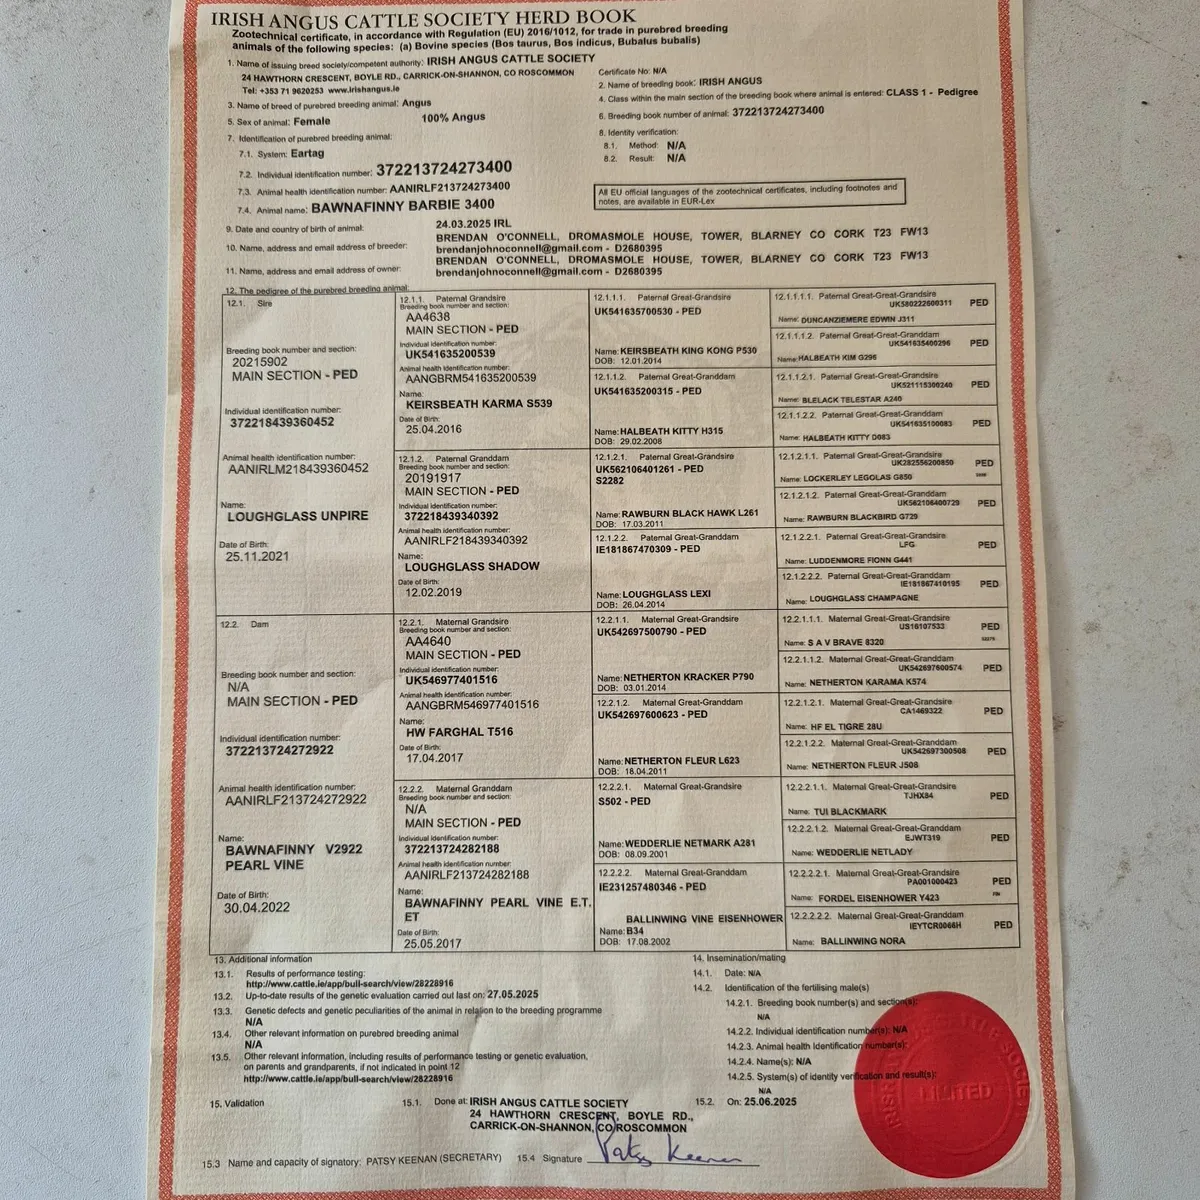 IRISH ANGUS CATTLE SOCIETY HERD BOOK
Zootechnical certificate, in accordance with Regulation (EU) 2016/1012, for trade in purebred breeding
animals of the following species: (a) Bovine species (Bos taurus, Bos indicus, Bubalus bubalis)
1. Name of issuing breed society/competent authority: IRISH ANGUS CATTLE SOCIETY
24 HAWTHORN CRESCENT, BOYLE RD., CARRICK-ON-SHANNON, CO ROSCOMMON
Tel: +353 71 9620253 www.irishangus.ie
Certificate No: N/A
2. Name of breeding book: IRISH ANGUS
3. Name of breed of purebred breeding animal: Angus
4. Class within the main section of the breeding book where animal is entered: CLASS 1 - Pedigree
5. Sex of animal: Female 100% Angus
6. Breeding book number of animal: 372213724273400
7. Identification of purebred breeding animal:
7.1. System: Eartag
7.2. Individual identification number: 372213724273400
7.3. Animal health identification number: AANIRLF213724273400
7.4. Animal name: BAWNAFINNY BARBIE 3400
8. Identity verification:
8.1. Method: N/A
8.2. Result: N/A
All EU official languages of the zootechnical certificates, including footnotes and
notes, are available in EUR-Lex
9. Date and country of birth of animal: 24.03.2025 IRL
10. Name, address and email address of breeder: BRENDAN O'CONNELL, DROMASMOLE HOUSE, TOWER, BLARNEY CO CORK T23 FW13
brendanjohnoconnell@gmail.com - D2680395
11. Name, address and email address of owner: BRENDAN O'CONNELL, DROMASMOLE HOUSE, TOWER, BLARNEY CO CORK T23 FW13
brendanjohnoconnell@gmail.com - D2680395
12. The pedigree of the purebred breeding animal:
12.1. Sire
Breeding book number and section:
20215902
MAIN SECTION - PED
Individual identification number:
372218439360452
Animal health identification number:
AANIRLM218439360452
Name:
LOUGHGLASS UNPIRE
Date of Birth:
25.11.2021
12.1.1. Paternal Grandsire
Breeding book number and section:
AA4638
MAIN SECTION - PED
Individual identification number:
UK541635200539
Animal health identification number:
AANGBRM541635200539
Name:
KEIRSBEATH KARMA S539
Date of Birth:
25.04.2016
12.1.2. Paternal Granddam
Breeding book number and section:
20191917
MAIN SECTION - PED
Individual identification number:
372218439340392
Animal health identification number:
AANIRLF218439340392
Name:
LOUGHGLASS SHADOW
Date of Birth:
12.02.2019
12.1.1.1. Paternal Great-Grandsire
UK541635700530 - PED
Name: KEIRSBEATH KING KONG P530
DOB: 12.01.2014
12.1.1.2. Paternal Great-Granddam
UK541635200315 - PED
Name: HALBEATH KITTY H315
DOB: 29.02.2008
12.1.2.1. Paternal Great-Grandsire
UK562106401261 - PED
S2282
Name: RAWBURN BLACK HAWK L261
DOB: 17.03.2011
12.1.2.2. Paternal Great-Granddam
IE181867470309 - PED
Name: LOUGHGLASS LEXI
DOB: 26.04.2014
12.1.1.1.1. Paternal Great-Great-Grandsire
UK580222600311 PED
Name: DUNCANZIEMERE EDWIN J311
12.1.1.1.2. Paternal Great-Great-Granddam
UK541635400296 PED
Name: HALBEATH KIM G296
12.1.1.2.1. Paternal Great-Great-Grandsire
UK521115300240 PED
Name: BLELACK TELESTAR A240
12.1.1.2.2. Paternal Great-Great-Granddam
UK541635100083 PED
Name: HALBEATH KITTY D083
12.1.2.1.1. Paternal Great-Great-Grandsire
UK282556200850 PED
Name: LOCKERLEY LEGOLAS G850
12.1.2.1.2. Paternal Great-Great-Granddam
UK562106400729 PED
Name: RAWBURN BLACKBIRD G729
12.1.2.2.1. Paternal Great-Great-Grandsire
LFG PED
Name: LUDDENMORE FIONN G441
12.1.2.2.2. Paternal Great-Great-Granddam
IE181867410195 PED
Name: LOUGHGLASS CHAMPAGNE
12.2. Dam
Breeding book number and section:
N/A
MAIN SECTION - PED
Individual identification number:
372213724272922
Animal health identification number:
AANIRLF213724272922
Name:
BAWNAFINNY V2922
PEARL VINE
Date of Birth:
30.04.2022
12.2.1. Maternal Grandsire
Breeding book number and section:
AA4640
MAIN SECTION - PED
Individual identification number:
UK546977401516
Animal health identification number:
AANGBRM546977401516
Name:
HW FARGHAL T516
Date of Birth:
17.04.2017
12.2.2. Maternal Granddam
Breeding book number and section:
N/A
MAIN SECTION - PED
Individual identification number:
372213724282188
Animal health identification number:
AANIRLF213724282188
Name:
BAWNAFINNY PEARL VINE E.T.
ET
Date of Birth:
25.05.2017
12.2.1.1. Maternal Great-Grandsire
UK542697500790 - PED
Name: NETHERTON KRACKER P790
DOB: 03.01.2014
12.2.1.2. Maternal Great-Granddam
UK542697600623 - PED
Name: NETHERTON FLEUR L623
DOB: 18.04.2011
12.2.2.1. Maternal Great-Grandsire
S502 - PED
Name: WEDDERLIE NETMARK A281
DOB: 08.09.2001
12.2.2.2. Maternal Great-Granddam
IE231257480346 - PED
BALLINWING VINE EISENHOWER
Name: B34
DOB: 17.08.2002
12.2.1.1.1. Maternal Great-Great-Grandsire
US16107533 PED
Name: S A V BRAVE 8320
12.2.1.1.2. Maternal Great-Great-Granddam
UK542697600574 PED
Name: NETHERTON KARAMA K574
12.2.1.2.1. Maternal Great-Great-Grandsire
CA1469322 PED
Name: HF EL TIGRE 28U
12.2.1.2.2. Maternal Great-Great-Granddam
UK542697300508 PED
Name: NETHERTON FLEUR J508
12.2.2.1.1. Maternal Great-Great-Grandsire
TJHX84 PED
Name: TUI BLACKMARK
12.2.2.1.2. Maternal Great-Great-Granddam
EJWT319 PED
Name: WEDDERLIE NETLADY
12.2.2.2.1. Maternal Great-Great-Grandsire
PA001000423 PED
Name: FORDEL EISENHOWER Y423
12.2.2.2.2. Maternal Great-Great-Granddam
IEYTCR0066H PED
Name: BALLINWING NORA
13. Additional information
13.1. Results of performance testing:
http://www.cattle.ie/app/bull-search/view/28228916
13.2. Up-to-date results of the genetic evaluation carried out last on: 27.05.2025
13.3. Genetic defects and genetic peculiarities of the animal in relation to the breeding programme
N/A
13.4. Other relevant information on purebred breeding animal
N/A
13.5. Other relevant information, including results of performance testing or genetic evaluation,
on parents and grandparents, if not indicated in point 12
http://www.cattle.ie/app/bull-search/view/28228916
14. Insemination/mating
14.1. Date: N/A
14.2. Identification of the fertilising male(s)
14.2.1. Breeding book number(s) and section(s):
N/A
14.2.2. Individual identification number(s): N/A
14.2.3. Animal health Identification number(s):
14.2.4. Name(s): N/A
14.2.5. System(s) of identity verification and result(s):
N/A
15. Validation
15.1. Done at: IRISH ANGUS CATTLE SOCIETY
24 HAWTHORN CRESCENT, BOYLE RD.,
CARRICK-ON-SHANNON, CO ROSCOMMON
15.2. On: 25.06.2025
15.3 Name and capacity of signatory: PATSY KEENAN (SECRETARY) 15.4 Signature Patsy Keenan
LIMITED